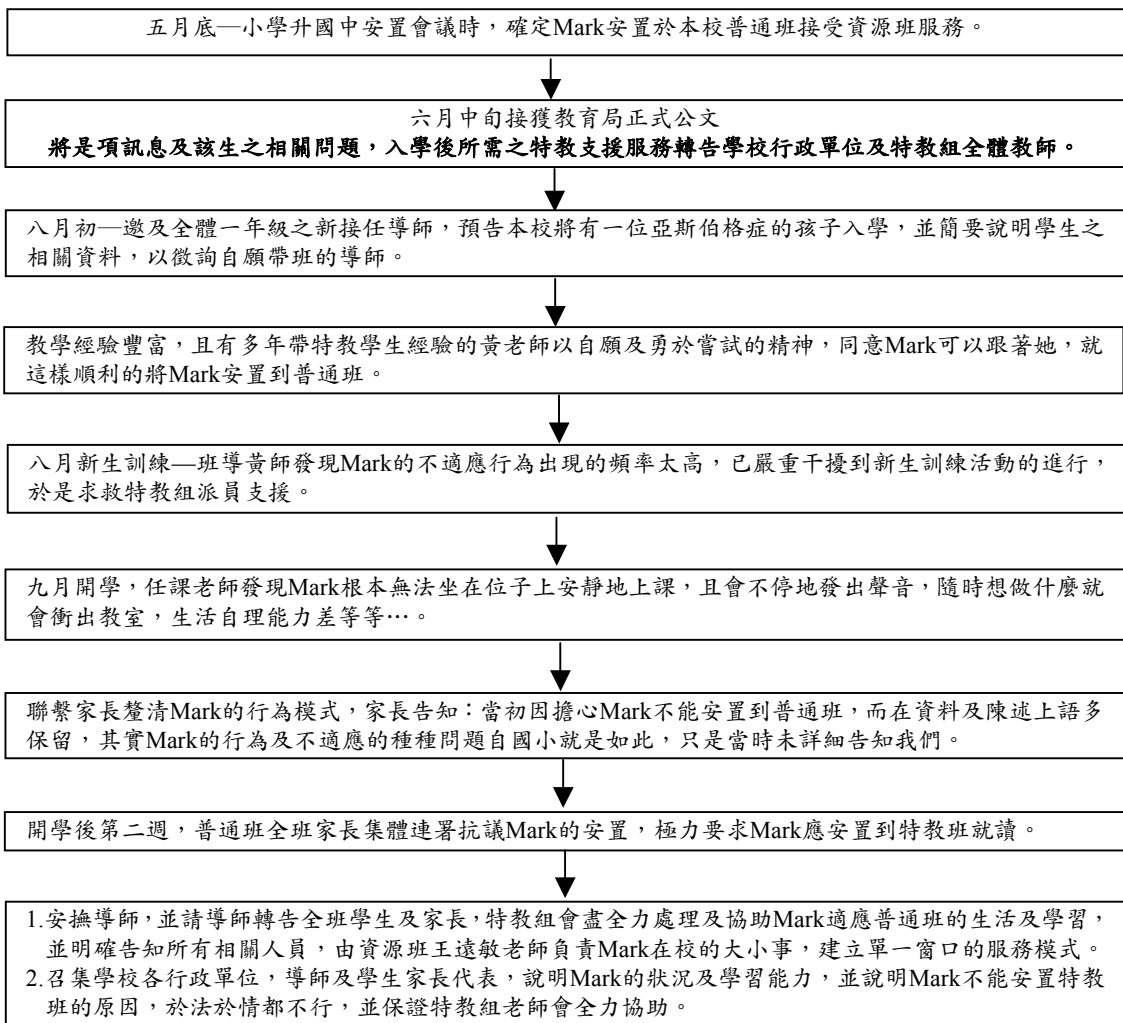 五月底—小學升國中安置會議時，確定Mark安置於本校普通班接受資源班服務。
六月中旬接獲教育局正式公文
將是項訊息及該生之相關問題，入學後所需之特教支援服務轉告學校行政單位及特教組全體教師。
八月初—邀及全體一年級之新接任導師，預告本校將有一位亞斯伯格症的孩子入學，並簡要說明學生之
相關資料，以徵詢自願帶班的導師。
教學經驗豐富，且有多年帶特教學生經驗的黃老師以自願及勇於嘗試的精神，同意Mark可以跟著她，就
這樣順利的將Mark安置到普通班。
八月新生訓練—班導黃師發現Mark的不適應行為出現的頻率太高，已嚴重干擾到新生訓練活動的進行，
於是求救特教組派員支援。
九月開學，任課老師發現Mark根本無法坐在位子上安靜地上課，且會不停地發出聲音，隨時想做什麼就
會衝出教室，生活自理能力差等等…。
聯繫家長釐清Mark的行為模式，家長告知：當初因擔心Mark不能安置到普通班，而在資料及陳述上語多
保留，其實Mark的行為及不適應的種種問題自國小就是如此，只是當時未詳細告知我們。
開學後第二週，普通班全班家長集體連署抗議Mark的安置，極力要求Mark應安置到特教班就讀。
1.安撫導師，並請導師轉告全班學生及家長，特教組會盡全力處理及協助Mark適應普通班的生活及學習，
並明確告知所有相關人員，由資源班王遠敏老師負責Mark在校的大小事，建立單一窗口的服務模式。
2.召集學校各行政單位，導師及學生家長代表，說明Mark的狀況及學習能力，並說明Mark不能安置特教
班的原因，於法於情都不行，並保證特教組老師會全力協助。